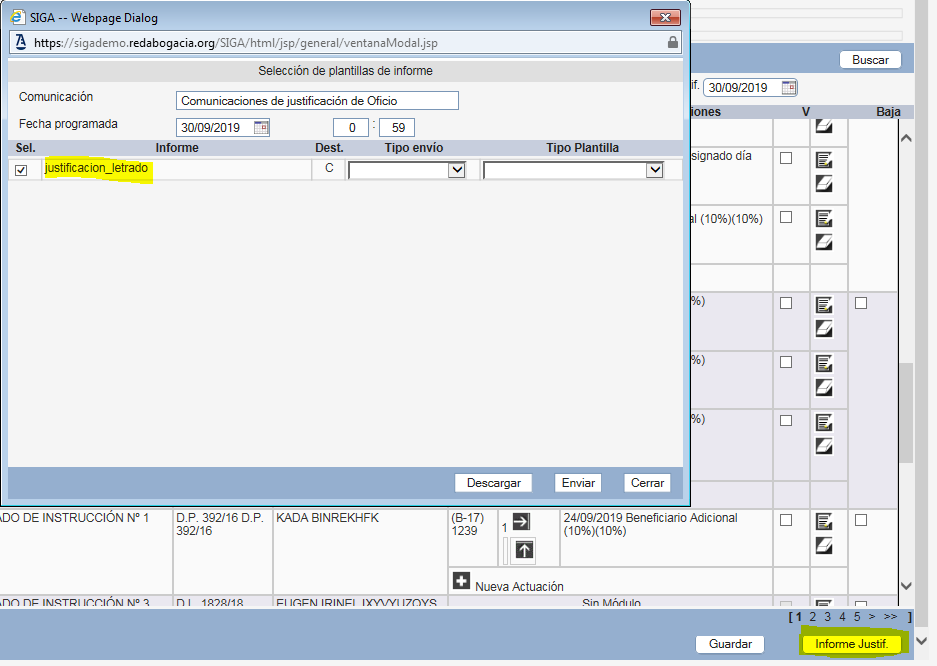 SIGA -- Webpage Dialog
https://sigademo.redabogacia.org/SIGA/html/jsp/general/ventanaModal.jsp
Selección de plantillas de informe
Buscar
Comunicación
Comunicaciones de justificación de Oficio
if. 30/09/2019
Fecha programada
30/09/2019
0 : 59
iones V Baja
Sel. Informe Dest. Tipo envío Tipo Plantilla
justificacion_letrado C
signado día
al (10%)(10%)
%)
%)
%)
Descargar Enviar Cerrar
ADO DE INSTRUCCIÓN Nº 1
D.P. 392/16 D.P.
392/16
KADA BINREKHFK
(B-17)
1239
1
24/09/2019 Beneficiario Adicional
(10%)(10%)
Nueva Actuación
ADO DE INSTRUCCIÓN Nº 3
1828/18
Sin Módulo
[ 1 2 3 4 5 > >> ]
Guardar Informe Justif.